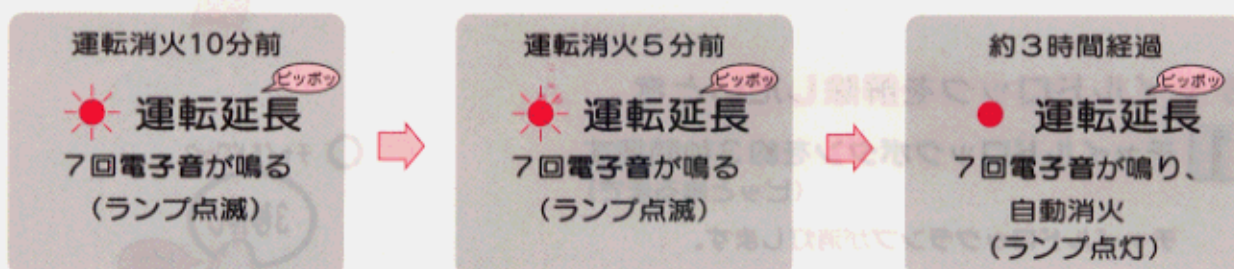 運転消火10分前
ピッポッ
運転延長
7回電子音が鳴る
(ランプ点滅)
運転消火5分前
ピッポッ
運転延長
7回電子音が鳴る
(ランプ点滅)
約3時間経過
ピッポッ
運転延長
7回電子音が鳴り、
自動消火
(ランプ点灯)